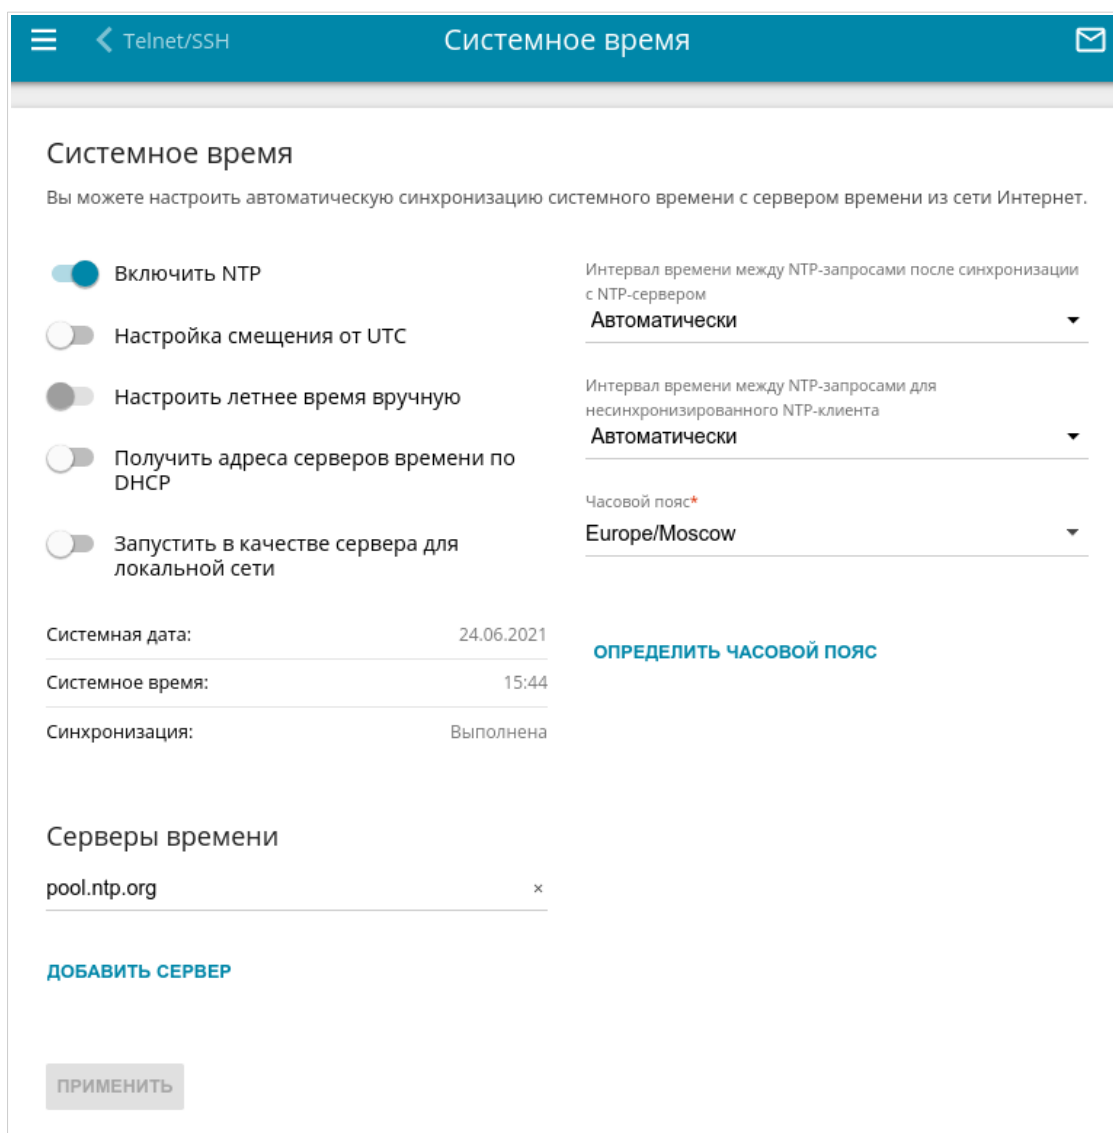 Telnet/SSH
Системное время
Системное время
Вы можете настроить автоматическую синхронизацию системного времени с сервером времени из сети Интернет.
Включить NTP
Настройка смещения от UTC
Настроить летнее время вручную
Получить адреса серверов времени по
DHCP
Запустить в качестве сервера для
локальной сети
Системная дата: 24.06.2021
Системное время: 15:44
Синхронизация: Выполнена
Интервал времени между NTP-запросами после синхронизации
с NTP-сервером
Автоматически
Интервал времени между NTP-запросами для
несинхронизированного NTP-клиента
Автоматически
Часовой пояс*
Europe/Moscow
ОПРЕДЕЛИТЬ ЧАСОВОЙ ПОЯС
Серверы времени
pool.ntp.org ×
ДОБАВИТЬ СЕРВЕР
ПРИМЕНИТЬ